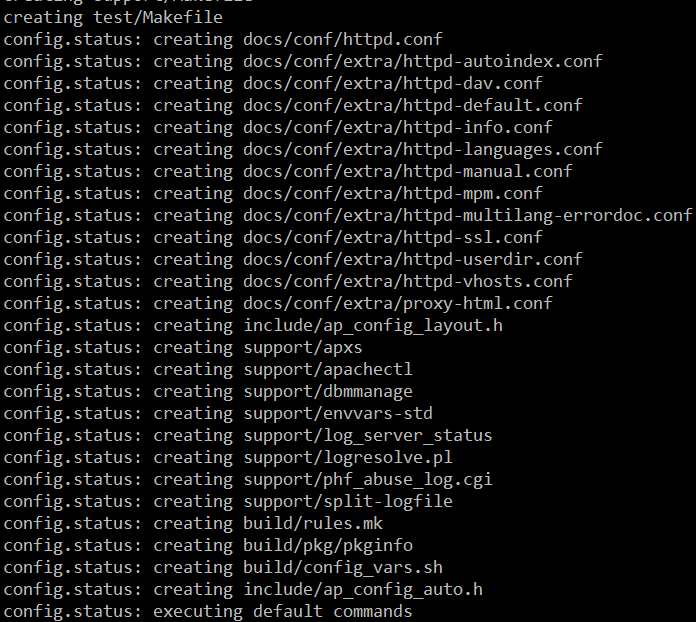 creating support/Makefile
creating test/Makefile
config.status: creating docs/conf/httpd.conf
config.status: creating docs/conf/extra/httpd-autoindex.conf
config.status: creating docs/conf/extra/httpd-dav.conf
config.status: creating docs/conf/extra/httpd-default.conf
config.status: creating docs/conf/extra/httpd-info.conf
config.status: creating docs/conf/extra/httpd-languages.conf
config.status: creating docs/conf/extra/httpd-manual.conf
config.status: creating docs/conf/extra/httpd-mpm.conf
config.status: creating docs/conf/extra/httpd-multilang-errordoc.conf
config.status: creating docs/conf/extra/httpd-ssl.conf
config.status: creating docs/conf/extra/httpd-userdir.conf
config.status: creating docs/conf/extra/httpd-vhosts.conf
config.status: creating docs/conf/extra/proxy-html.conf
config.status: creating include/ap_config_layout.h
config.status: creating support/apxs
config.status: creating support/apachectl
config.status: creating support/dbmmanage
config.status: creating support/envvars-std
config.status: creating support/log_server_status
config.status: creating support/logresolve.pl
config.status: creating support/phf_abuse_log.cgi
config.status: creating support/split-logfile
config.status: creating build/rules.mk
config.status: creating build/pkg/pkginfo
config.status: creating build/config_vars.sh
config.status: creating include/ap_config_auto.h
config.status: executing default commands